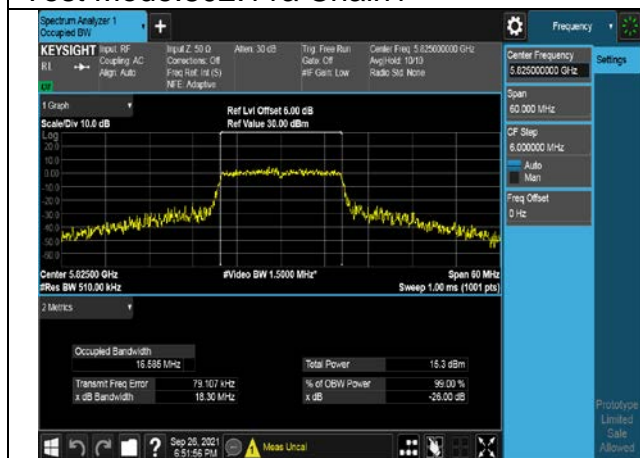 Spectrum Analyzer 1
Occupied BW
+
Frequency
KEYSIGHT
Input: RF
Coupling: AC
Align: Auto
Input Z: 50 Ω
Corrections: Off
Freq Ref: Int (S)
NFE: Adaptive
Atten: 30 dB
Trig: Free Run
Gate: Off
#IF Gain: Low
Center Freq: 5.825000000 GHz
Avg|Hold: 10/10
Radio Std: None
Center Frequency
5.825000000 GHz
Settings
Span
60.000 MHz
CF Step
6.000000 MHz
Auto
Man
Freq Offset
0 Hz
1 Graph
Scale/Div 10.0 dB
Ref Lvl Offset 6.00 dB
Ref Value 30.00 dBm
Log
20.0
10.0
0.00
-10.0
-20.0
-30.0
-40.0
-50.0
-60.0
Center 5.82500 GHz
#Res BW 510.00 kHz
#Video BW 1.5000 MHz*
Span 60 MHz
Sweep 1.00 ms (1001 pts)
2 Metrics
Occupied Bandwidth
16.585 MHz
Total Power
15.3 dBm
Transmit Freq Error
79.107 kHz
% of OBW Power
99.00 %
x dB Bandwidth
18.30 MHz
x dB
-26.00 dB
Sep 26, 2021
6:51:56 PM
Meas Uncal
Prototype
Limited
Sale
Allowed